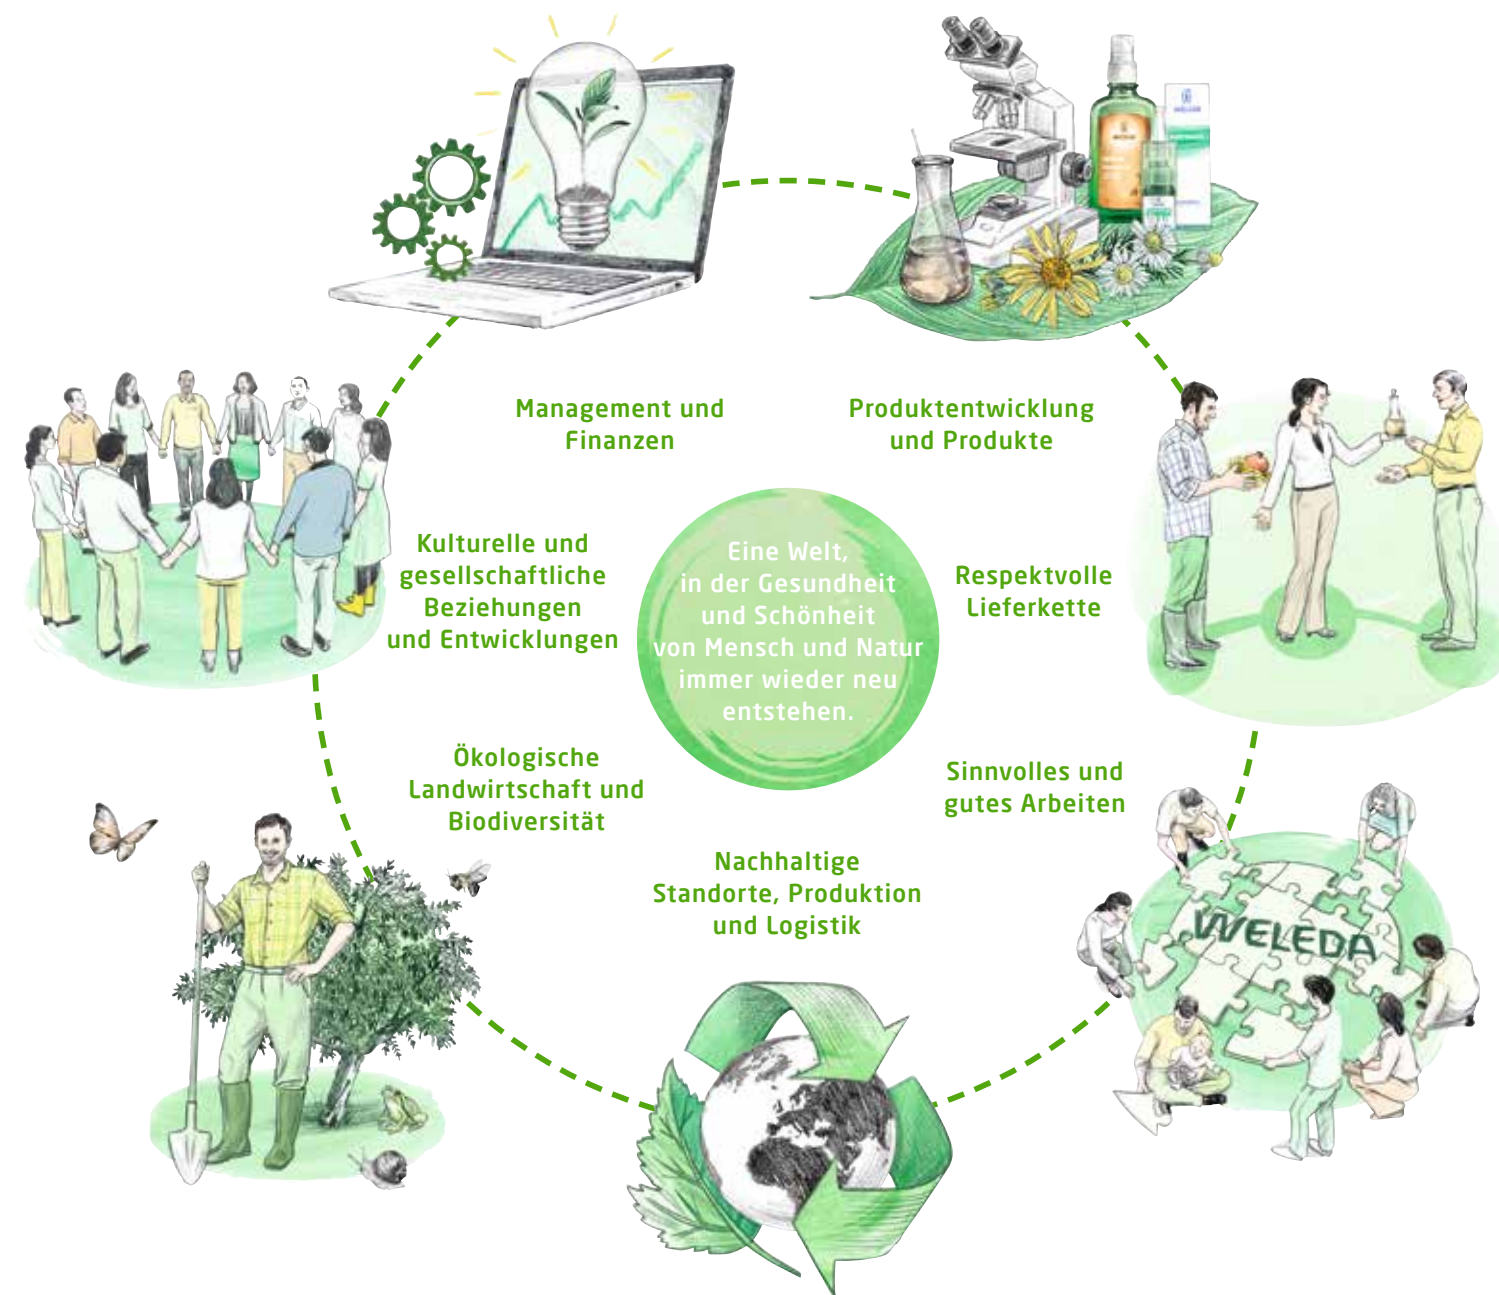 Management und
Finanzen
Produktentwicklung
und Produkte
Kulturelle und
gesellschaftliche
Beziehungen
und Entwicklungen
Eine Welt,
in der Gesundheit
und Schönheit
von Mensch und Natur
immer wieder neu
entstehen.
Respektvolle
Lieferkette
Ökologische
Landwirtschaft und
Biodiversität
Sinnvolles und
gutes Arbeiten
Nachhaltige
Standorte, Produktion
und Logistik
WELEDA